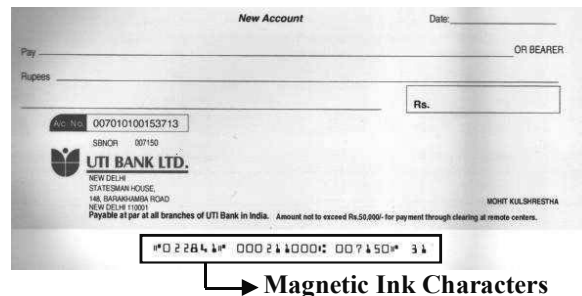 New Account Date:
Pay OR BEARER
Rupees
Rs.
A/c. No. 007010100153713
SBNOR 007150
UTI BANK LTD.
NEW DELHI
STATESMAN HOUSE,
148, BARAKHAMBA ROAD
NEW DELHI 110001
MOHIT KULSHRESTHA
Payable at par at all branches of UTI Bank in India. Amount not to exceed Rs.50,000/- for payment through clearing at remote centers.
⑈022841⑈ 000211000⑆ 007150⑈ 31
Magnetic Ink Characters